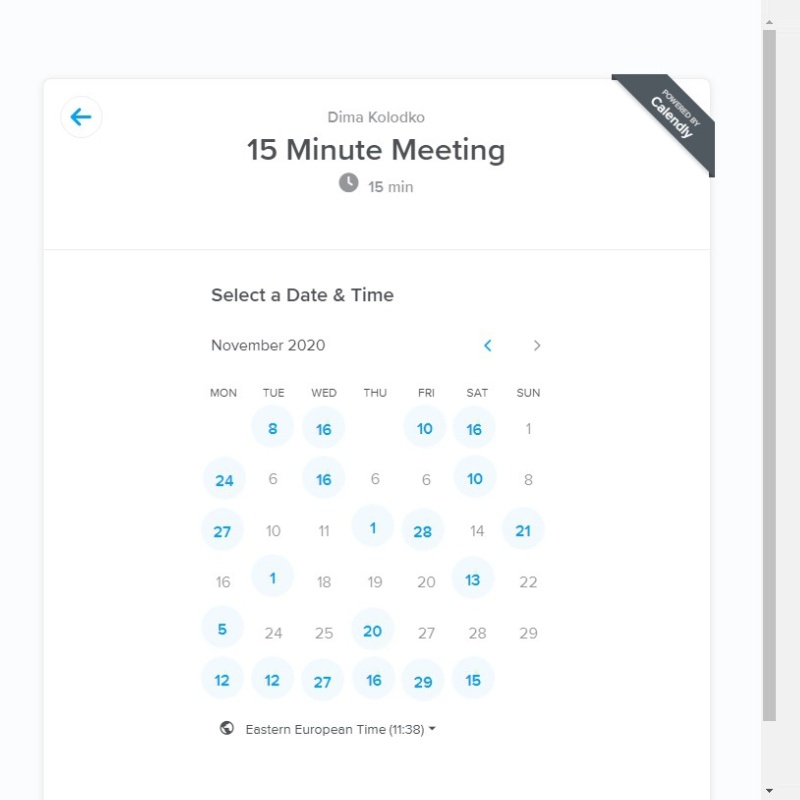 POWERED BY
Calendly
Dima Kolodko
15 Minute Meeting
15 min
Select a Date & Time
November 2020
MON TUE WED THU FRI SAT SUN
8 16 10 16 1
24 6 16 6 6 10 8
27 10 11 1 28 14 21
16 1 18 19 20 13 22
5 24 25 20 27 28 29
12 12 27 16 29 15
Eastern European Time (11:38)